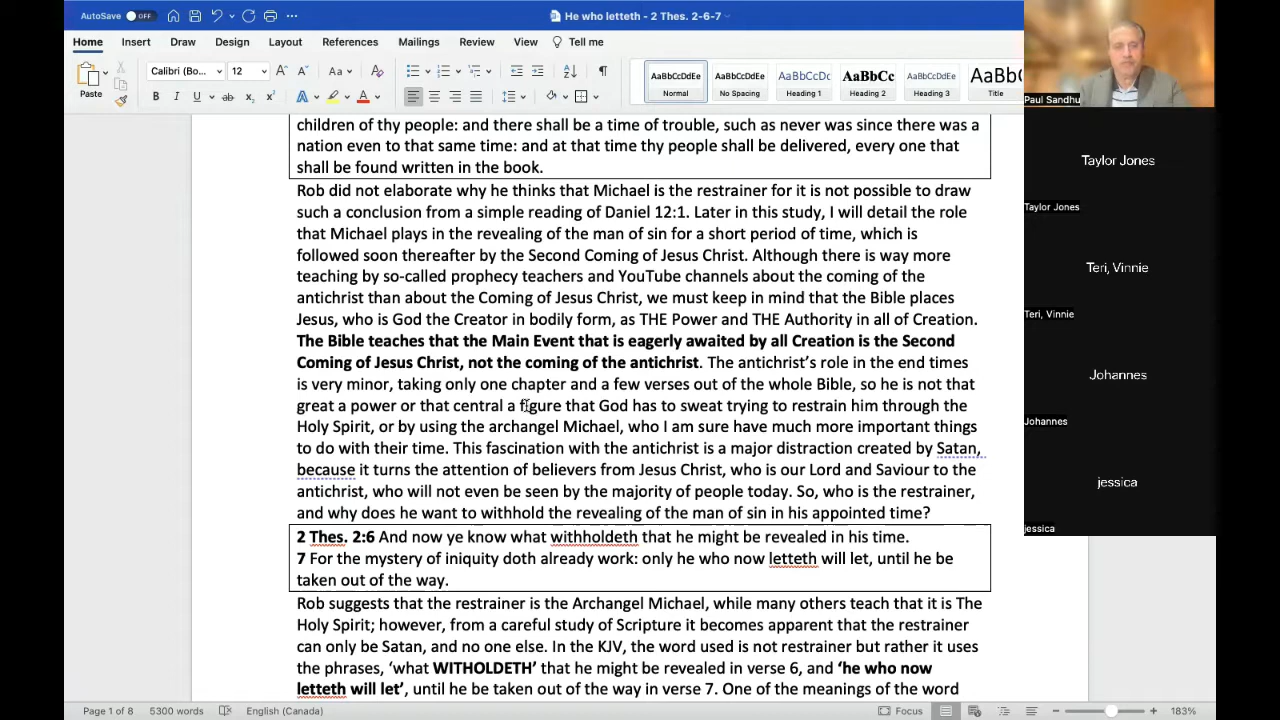 AutoSave OFF
He who letteth - 2 Thes. 2-6-7
Home Insert Draw Design Layout References Mailings Review View Tell me
Paste
Calibri (Bo... 12
AaBbCcDdEe AaBbCcDdEe AaBbCcDc AaBbCc AaBbCcDdEe AaBb
Normal No Spacing Heading 1 Heading 2 Heading 3 Title
children of thy people: and there shall be a time of trouble, such as never was since there was a
nation even to that same time: and at that time thy people shall be delivered, every one that
shall be found written in the book.
Rob did not elaborate why he thinks that Michael is the restrainer for it is not possible to draw
such a conclusion from a simple reading of Daniel 12:1. Later in this study, I will detail the role
that Michael plays in the revealing of the man of sin for a short period of time, which is
followed soon thereafter by the Second Coming of Jesus Christ. Although there is way more
teaching by so-called prophecy teachers and YouTube channels about the coming of the
antichrist than about the Coming of Jesus Christ, we must keep in mind that the Bible places
Jesus, who is God the Creator in bodily form, as THE Power and THE Authority in all of Creation.
The Bible teaches that the Main Event that is eagerly awaited by all Creation is the Second
Coming of Jesus Christ, not the coming of the antichrist. The antichrist's role in the end times
is very minor, taking only one chapter and a few verses out of the whole Bible, so he is not that
great a power or that central a figure that God has to sweat trying to restrain him through the
Holy Spirit, or by using the archangel Michael, who I am sure have much more important things
to do with their time. This fascination with the antichrist is a major distraction created by Satan,
because it turns the attention of believers from Jesus Christ, who is our Lord and Saviour to the
antichrist, who will not even be seen by the majority of people today. So, who is the restrainer,
and why does he want to withhold the revealing of the man of sin in his appointed time?
2 Thes. 2:6 And now ye know what withholdeth that he might be revealed in his time.
7 For the mystery of iniquity doth already work: only he who now letteth will let, until he be
taken out of the way.
Rob suggests that the restrainer is the Archangel Michael, while many others teach that it is The
Holy Spirit; however, from a careful study of Scripture it becomes apparent that the restrainer
can only be Satan, and no one else. In the KJV, the word used is not restrainer but rather it uses
the phrases, 'what WITHOLDETH' that he might be revealed in verse 6, and 'he who now
letteth will let', until he be taken out of the way in verse 7. One of the meanings of the word
Page 1 of 8 5300 words English (Canada) Focus 183%
Paul Sandhu
Taylor Jones
Taylor Jones
Teri, Vinnie
Teri, Vinnie
Johannes
Johannes
jessica
jessica